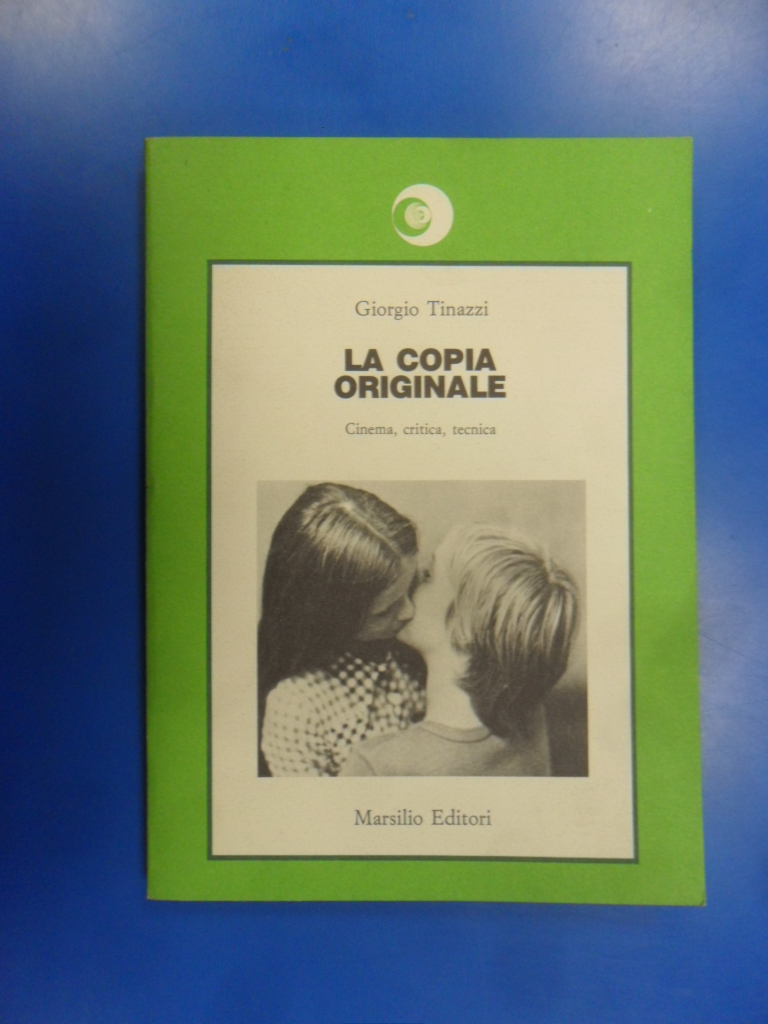 Giorgio Tinazzi
LA COPIA
ORIGINALE
Cinema, critica, tecnica
Marsilio Editori